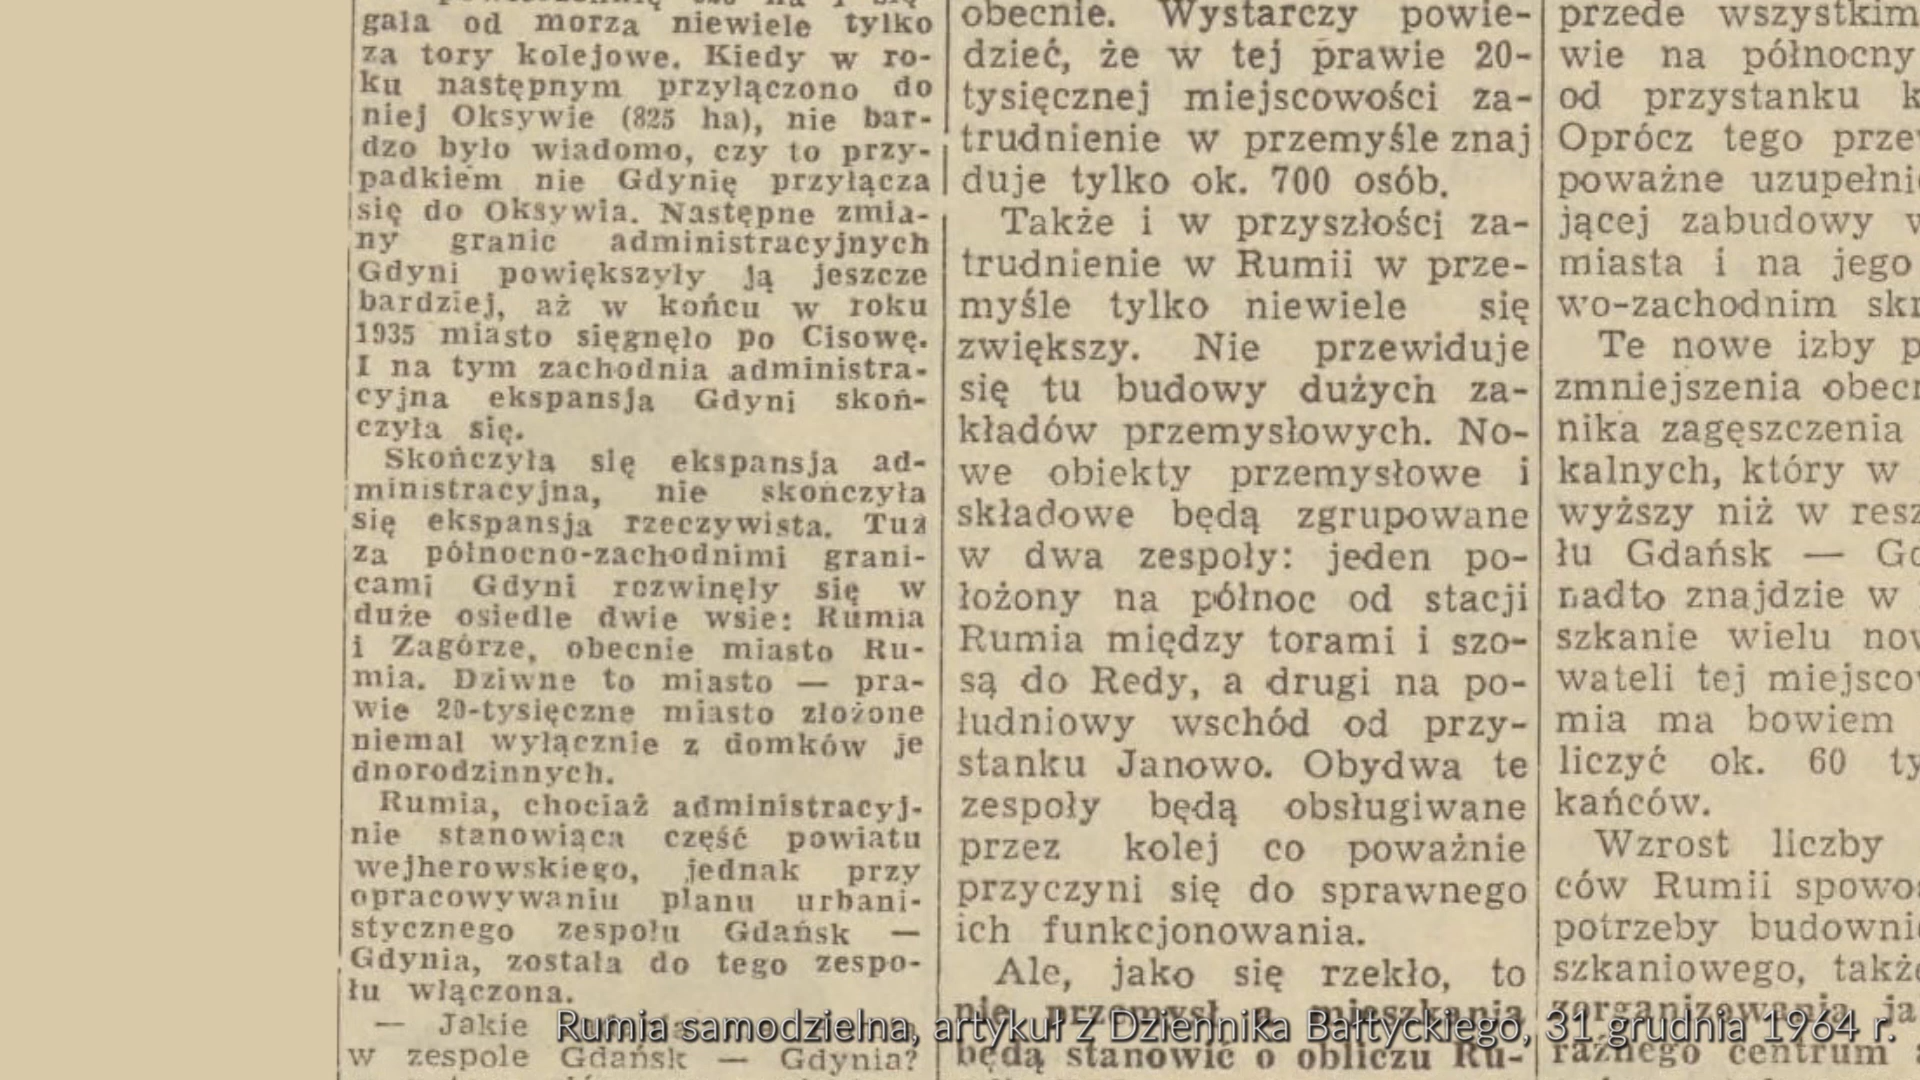 gała od morza niewiele tylko
za tory kolejowe. Kiedy w ro-
ku następnym przyłączono do
niej Oksywie (825 ha), nie bar-
dzo było wiadomo, czy to przy-
padkiem nie Gdynię przyłącza
się do Oksywia. Następne zmia-
ny granic administracyjnych
Gdyni powiększyły ją jeszcze
bardziej, aż w końcu w roku
1935 miasto sięgnęło po Cisowę.
I na tym zachodnia administra-
cyjna ekspansja Gdyni skoń-
czyła się.
Skończyła się ekspansja ad-
ministracyjna, nie skończyła
się ekspansja rzeczywista. Tuż
za północno-zachodnimi grani-
cami Gdyni rozwinęły się w
duże osiedle dwie wsie: Rumia
i Zagórze, obecnie miasto Ru-
mia. Dziwne to miasto — pra-
wie 20-tysięczne miasto złożone
niemal wyłącznie z domków je
dnorodzinnych.
Rumia, chociaż administracyj-
nie stanowiąca część powiatu
wejherowskiego, jednak przy
opracowywaniu planu urbani-
stycznego zespołu Gdańsk —
Gdynia, została do tego zespo-
łu włączona.
— Jakie
w zespole Gdańsk — Gdynia?
obecnie. Wystarczy powie-
dzieć, że w tej prawie 20-
tysięcznej miejscowości za-
trudnienie w przemyśle znaj
duje tylko ok. 700 osób.
Także i w przyszłości za-
trudnienie w Rumii w prze-
myśle tylko niewiele się
zwiększy. Nie przewiduje
się tu budowy dużych za-
kładów przemysłowych. No-
we obiekty przemysłowe i
składowe będą zgrupowane
w dwa zespoły: jeden po-
łożony na północ od stacji
Rumia między torami i szo-
są do Redy, a drugi na po-
łudniowy wschód od przy-
stanku Janowo. Obydwa te
zespoły będą obsługiwane
przez kolej co poważnie
przyczyni się do sprawnego
ich funkcjonowania.
Ale, jako się rzekło, to
nie przemysł a mieszkania
będą stanowić o obliczu Ru-
przede wszystkim
wie na północny
od przystanku k
Oprócz tego prze
poważne uzupełni
jącej zabudowy w
miasta i na jego
wo-zachodnim skr
Te nowe izby p
zmniejszenia obecn
nika zagęszczenia
kalnych, który w
wyższy niż w resz
łu Gdańsk — Gd
nadto znajdzie w
szkanie wielu now
wateli tej miejsco
mia ma bowiem
liczyć ok. 60 ty
kańców.
Wzrost liczby
ców Rumii spowo
potrzeby budowni
szkaniowego, takż
zorganizowania ja
raźnego centrum
Rumia samodzielna, artykuł z Dziennika Bałtyckiego, 31 grudnia 1964 r.